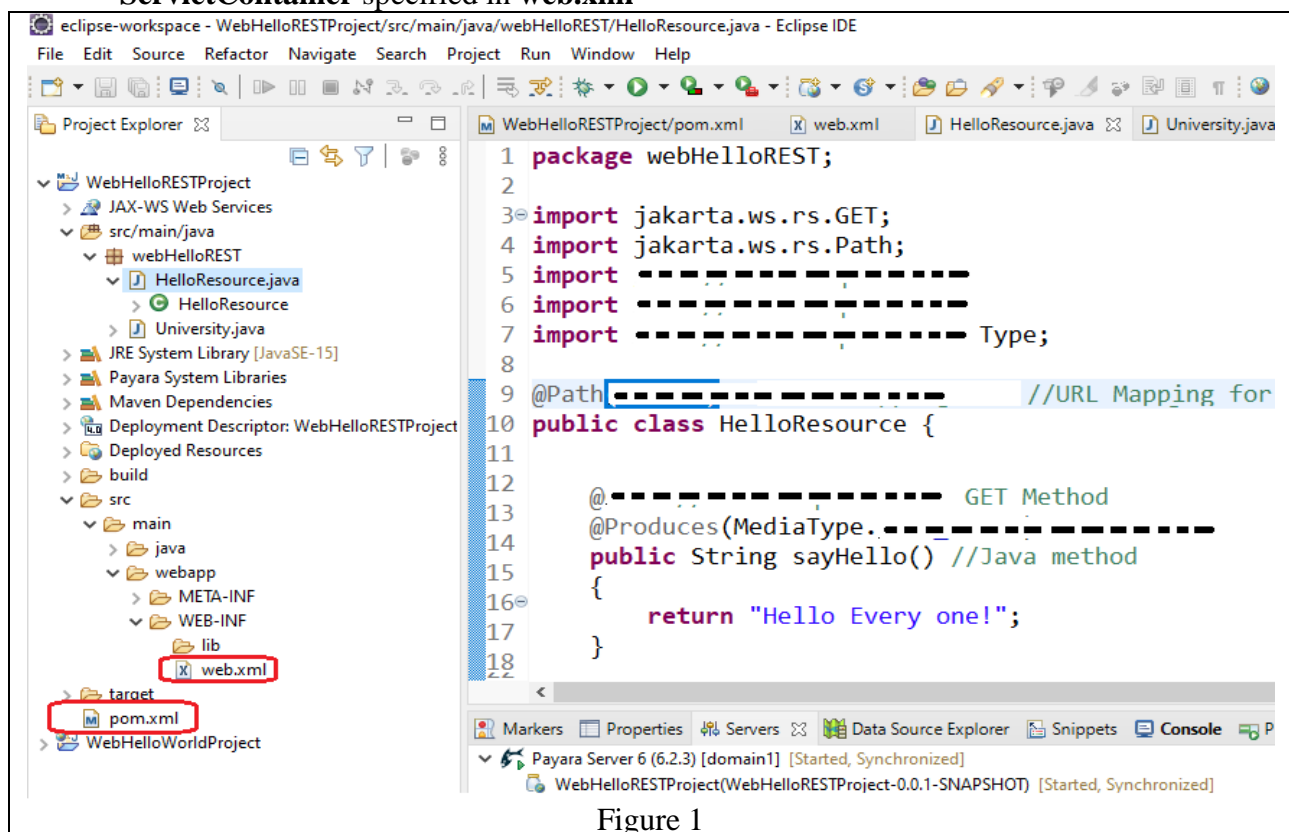 ServletContainer specified in web.xml
eclipse-workspace - WebHelloRESTProject/src/main/java/webHelloREST/HelloResource.java - Eclipse IDE
File Edit Source Refactor Navigate Search Project Run Window Help
Project Explorer
WebHelloRESTProject
JAX-WS Web Services
src/main/java
webHelloREST
HelloResource.java
HelloResource
University.java
JRE System Library [JavaSE-15]
Payara System Libraries
Maven Dependencies
Deployment Descriptor: WebHelloRESTProject
Deployed Resources
build
src
main
java
webapp
META-INF
WEB-INF
lib
web.xml
target
pom.xml
WebHelloWorldProject
WebHelloRESTProject/pom.xml web.xml HelloResource.java University.java
1 package webHelloREST;
2
3 import jakarta.ws.rs.GET;
4 import jakarta.ws.rs.Path;
5 import
6 import
7 import Type;
8
9 @Path //URL Mapping for
10 public class HelloResource {
11
12 @ GET Method
13 @Produces(MediaType.
14 public String sayHello() //Java method
15 {
16 return "Hello Every one!";
17 }
18
Markers Properties Servers Data Source Explorer Snippets Console P
Payara Server 6 (6.2.3) [domain1] [Started, Synchronized]
WebHelloRESTProject(WebHelloRESTProject-0.0.1-SNAPSHOT) [Started, Synchronized]
Figure 1